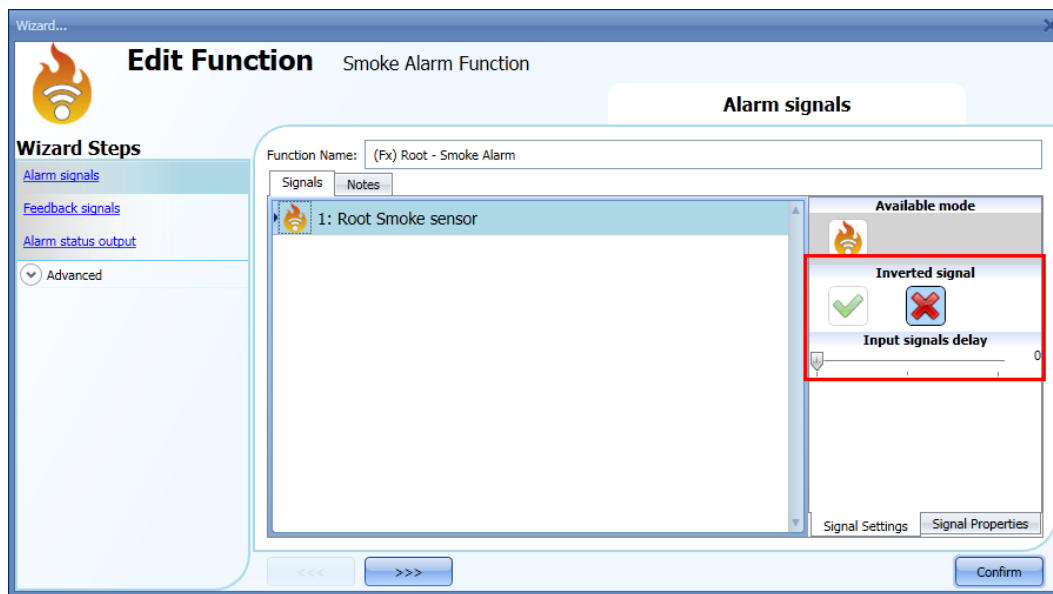 Wizard...
Edit Function Smoke Alarm Function
Alarm signals
Wizard Steps
Alarm signals
Feedback signals
Alarm status output
Advanced
Function Name: (Fx) Root - Smoke Alarm
Signals Notes
1: Root Smoke sensor
Available mode
Inverted signal
Input signals delay
0
Signal Settings Signal Properties
<<< >>> Confirm